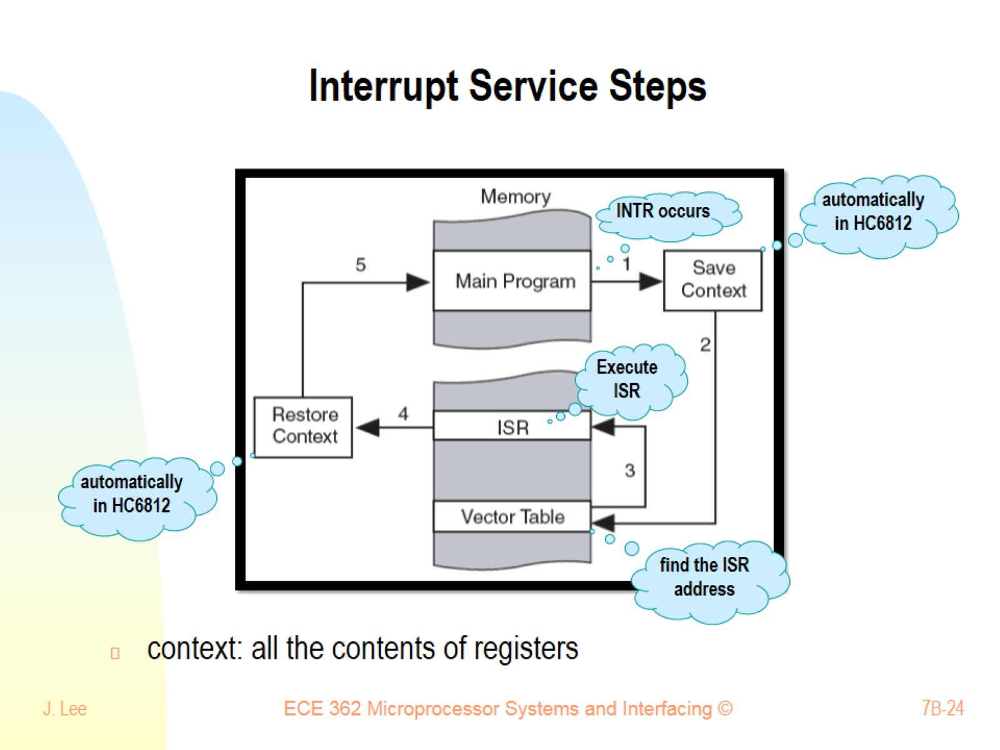 Interrupt Service Steps
Memory
INTR occurs
automatically
in HC6812
5
Main Program
1
Save
Context
2
Execute
ISR
Restore
Context
4
ISR
3
automatically
in HC6812
Vector Table
find the ISR
address
context: all the contents of registers
J. Lee
ECE 362 Microprocessor Systems and Interfacing ©
7B-24